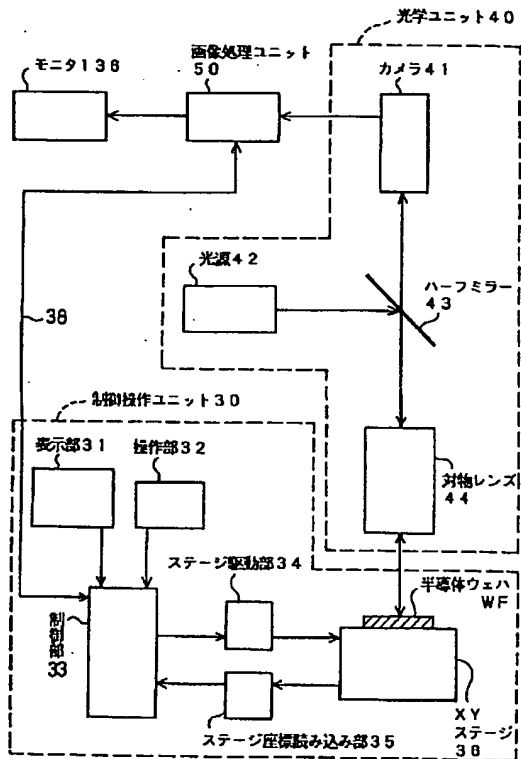 光学ユニット40
画像処理ユニット
50
モニタ136
カメラ41
光源42
ハーフミラー
43
38
制御操作ユニット30
表示部31
操作部32
対物レンズ
44
ステージ駆動部34
半導体ウェハ
WF
制御部
33
ステージ座標読み込み部35
XY
ステージ
36